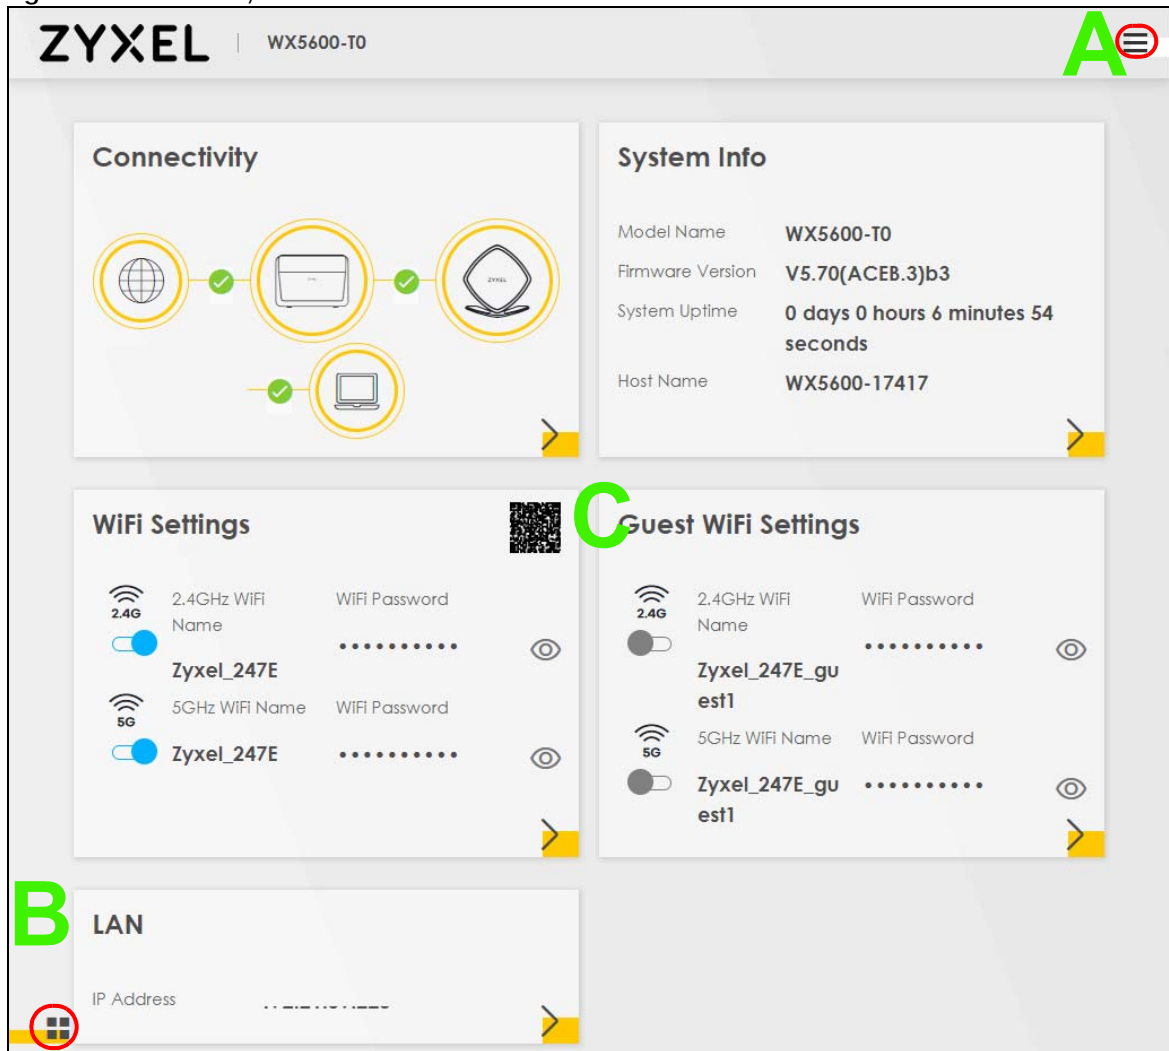 ZYXEL WX5600-T0 A
Connectivity
ZYXEL
System Info
Model Name WX5600-T0
Firmware Version V5.70(ACEB.3)b3
System Uptime 0 days 0 hours 6 minutes 54
seconds
Host Name WX5600-17417
WiFi Settings
2.4G 2.4GHz WiFi WiFi Password
Name
••••••••••
Zyxel_247E
5G 5GHz WiFi Name WiFi Password
Zyxel_247E ••••••••••
C
Guest WiFi Settings
2.4G 2.4GHz WiFi WiFi Password
Name
••••••••••
Zyxel_247E_gu
est1
5G 5GHz WiFi Name WiFi Password
Zyxel_247E_gu ••••••••••
est1
B
LAN
IP Address